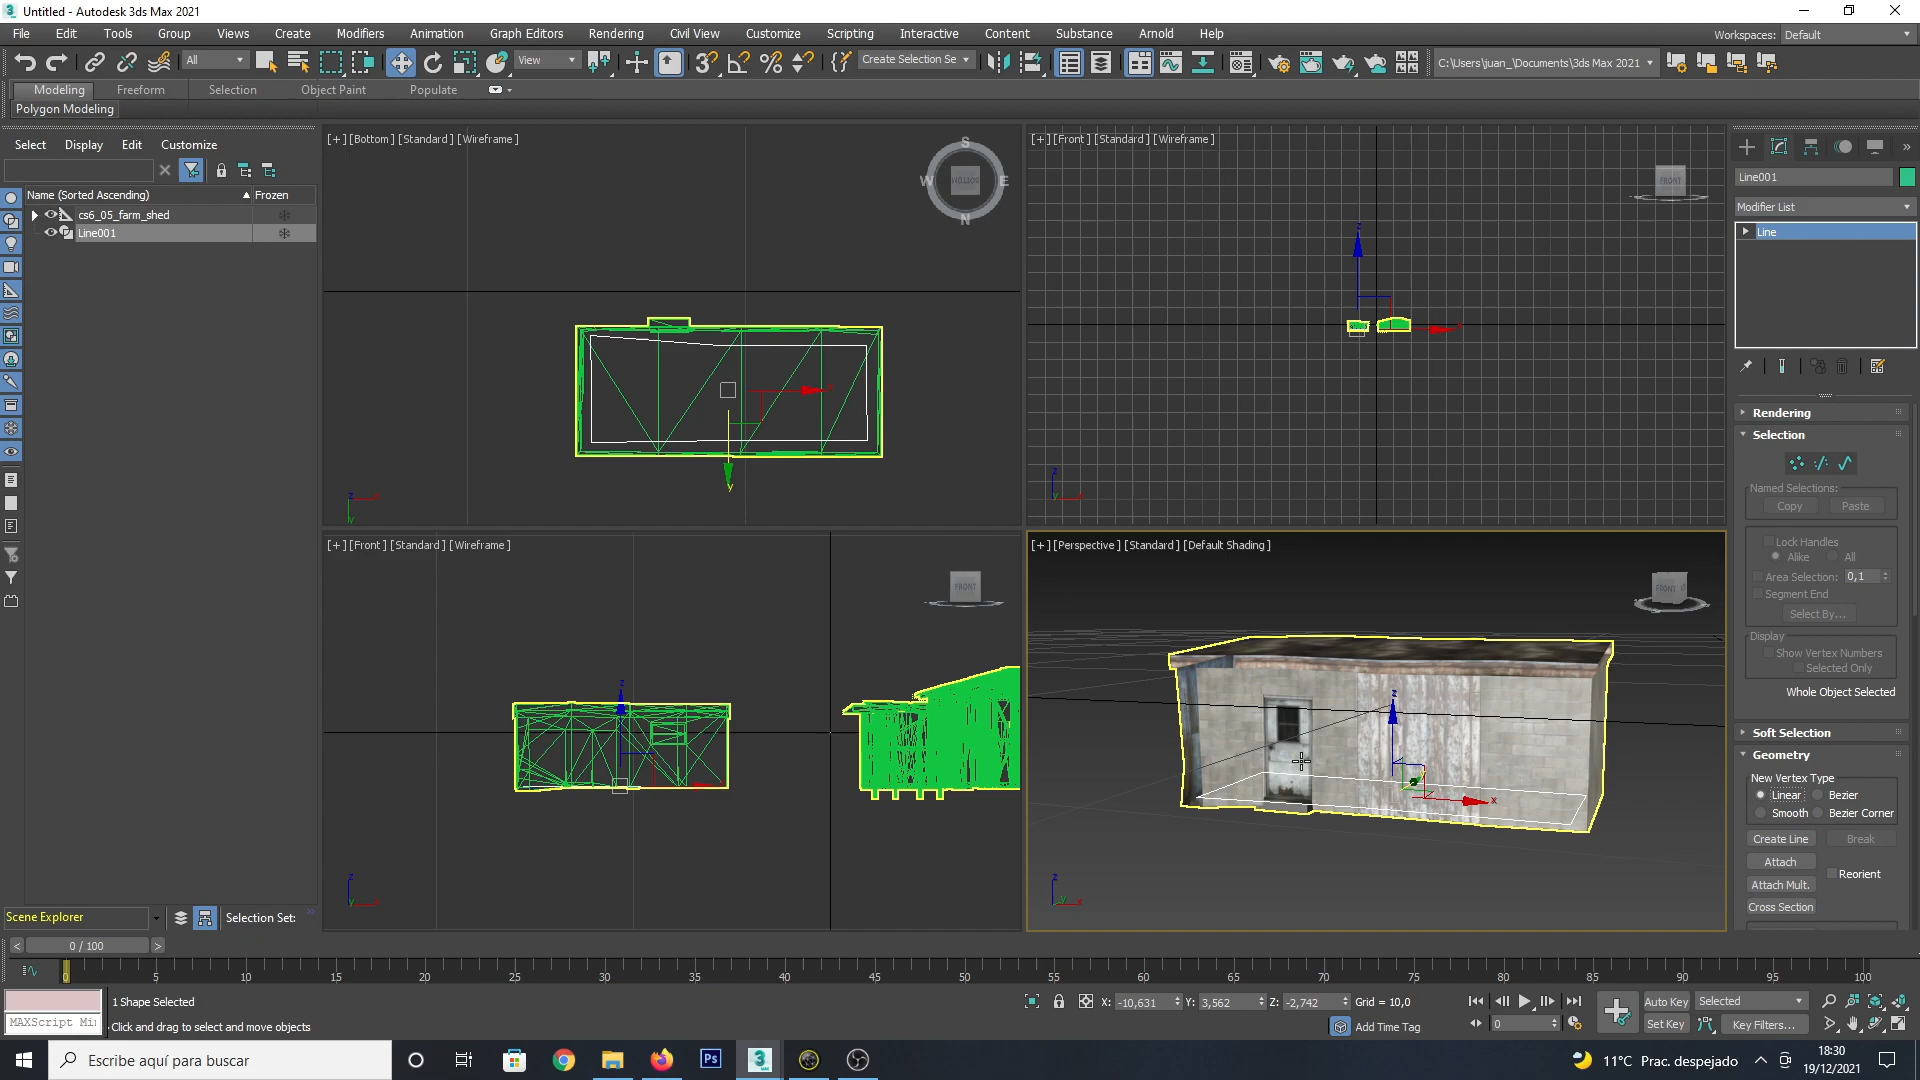 Untitled - Autodesk 3ds Max 2021
File Edit Tools Group Views Create Modifiers Animation Graph Editors Rendering Civil View Customize Scripting Interactive Content Substance Arnold Help
Workspaces: Default
All
View
Create Selection Se
C:\Users\juan_\Documents\3ds Max 2021
Modeling Freeform Selection Object Paint Populate
Polygon Modeling
Select Display Edit Customize
Name (Sorted Ascending) Frozen
cs6_05_farm_shed
Line001
[+] [Bottom] [Standard] [Wireframe]
S
W E
N
BOTTOM
[+] [Front] [Standard] [Wireframe]
FRONT
[+] [Front] [Standard] [Wireframe]
FRONT
[+] [Perspective] [Standard] [Default Shading]
FRONT
Line001
Modifier List
Line
Rendering
Selection
Named Selections:
Copy Paste
Lock Handles
Alike All
Area Selection: 0,1
Segment End
Select By...
Display
Show Vertex Numbers
Selected Only
Whole Object Selected
Soft Selection
Geometry
New Vertex Type
Linear Bezier
Smooth Bezier Corner
Create Line Break
Attach
Reorient
Attach Mult.
Cross Section
Scene Explorer
Selection Set:
0 / 100
0 5 10 15 20 25 30 35 40 45 50 55 60 65 70 75 80 85 90 95 100
1 Shape Selected
MAXScript Mi
Click and drag to select and move objects
X: -10,631 Y: 3,562 Z: -2,742 Grid = 10,0
Add Time Tag
0
Auto Key Selected
Set Key Key Filters...
Escribe aquí para buscar
Ps
3
11°C Prac. despejado
18:30
19/12/2021